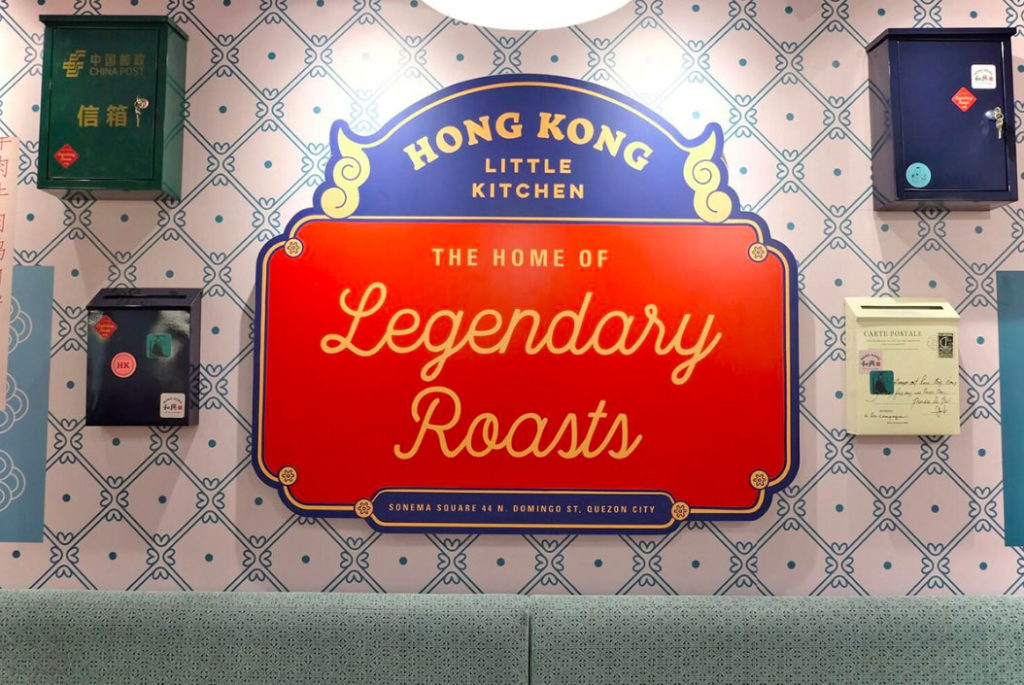 中国邮政
CHINA POST
信箱
HONG KONG
LITTLE
KITCHEN
THE HOME OF
Legendary
Roasts
SONEMA SQUARE 44 N. DOMINGO ST, QUEZON CITY
HK
CARTE POSTALE